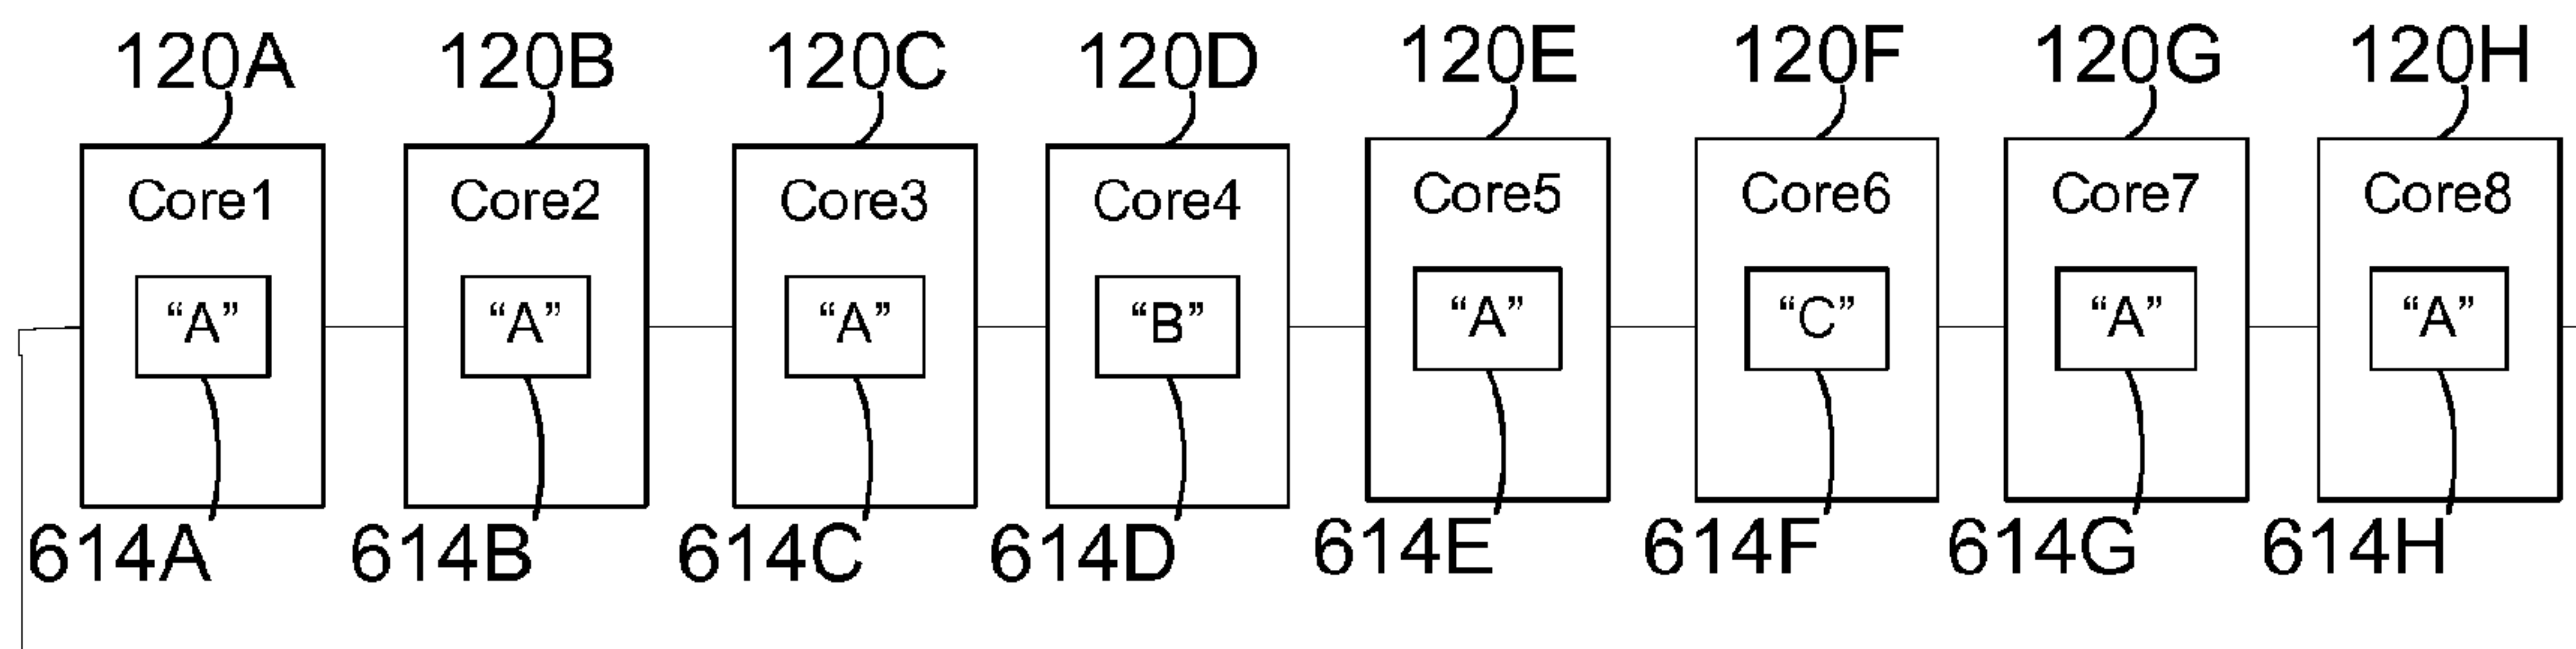 120A 120B 120C 120D 120E 120F 120G 120H
Core1 Core2 Core3 Core4 Core5 Core6 Core7 Core8
“A” “A” “A” “B” “A” “C” “A” “A”
614A 614B 614C 614D 614E 614F 614G 614H